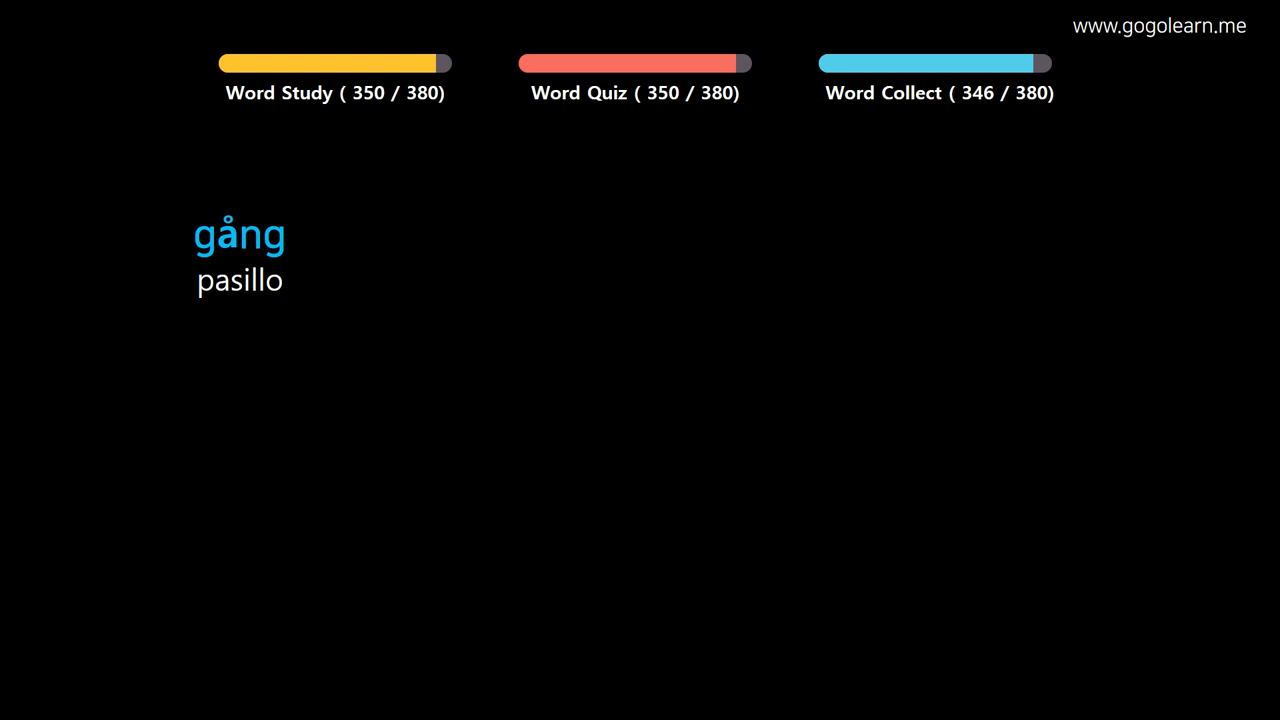 www.gogolearn.me
Word Study ( 350 / 380)
Word Quiz ( 350 / 380)
Word Collect ( 346 / 380)
gång
pasillo